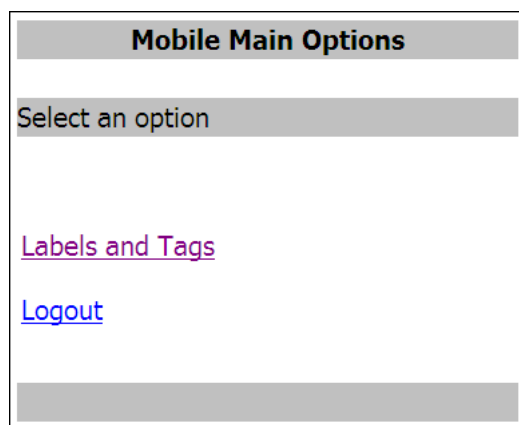 Mobile Main Options
Select an option
Labels and Tags
Logout